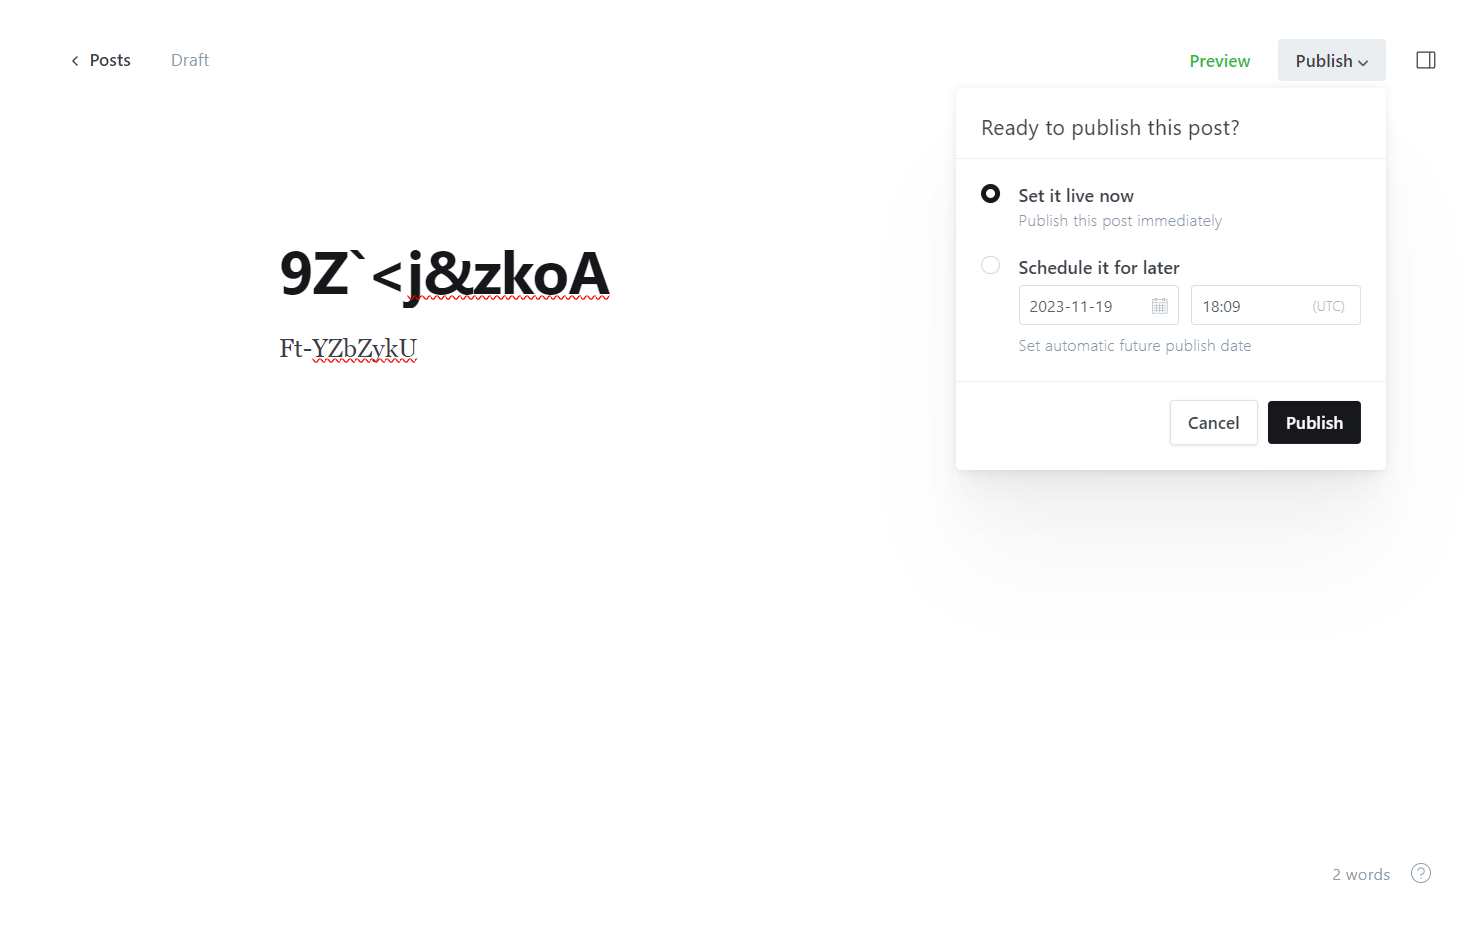 Posts
Draft
Preview
Publish
Ready to publish this post?
Set it live now
Publish this post immediately
Schedule it for later
2023-11-19
18:09
(UTC)
Set automatic future publish date
Cancel
Publish
9Z`<j&zkoA
Ft-YZbZykU
2 words
?